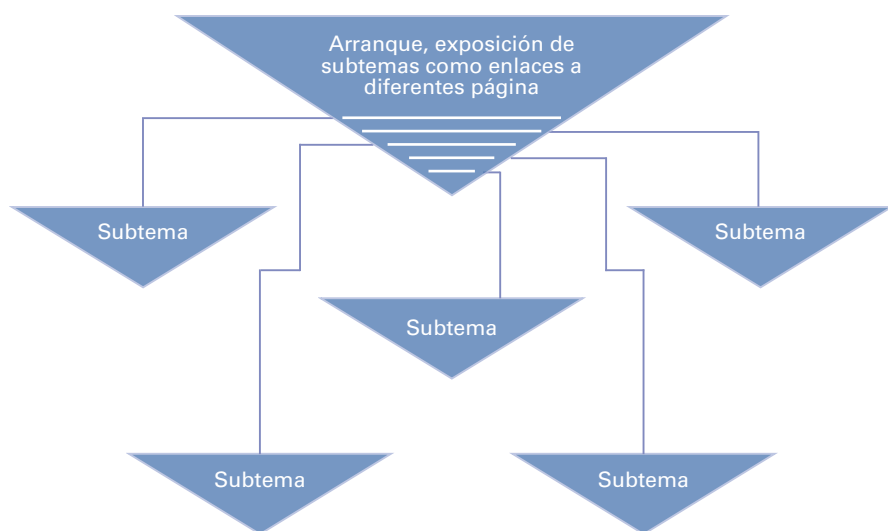 Arranque, exposición de
subtemas como enlaces a
diferentes página
Subtema
Subtema
Subtema
Subtema
Subtema